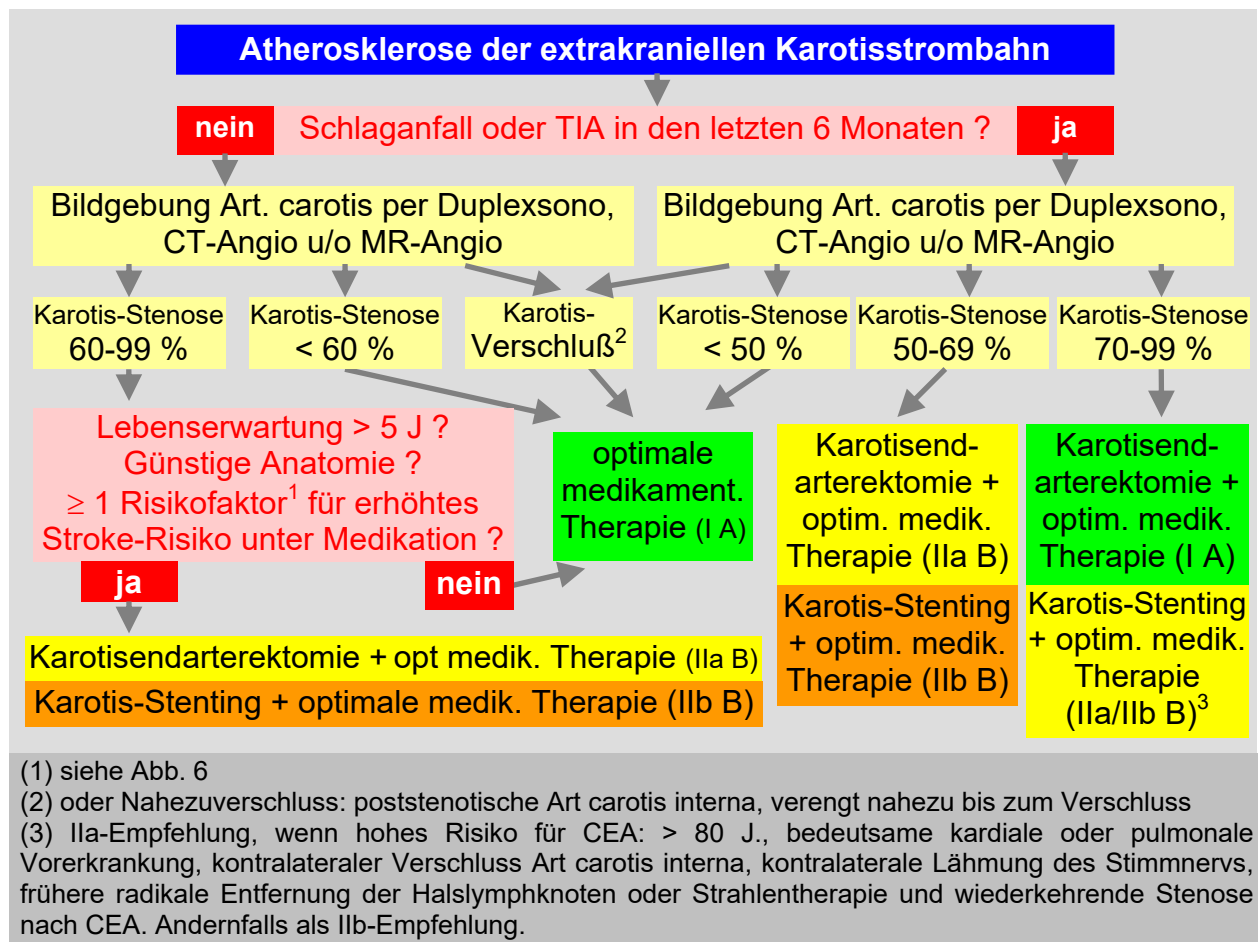 Atherosklerose der extrakraniellen Karotisstrombahn
nein
Schlaganfall oder TIA in den letzten 6 Monaten ?
ja
Bildgebung Art. carotis per Duplexsono,
CT-Angio u/o MR-Angio
Bildgebung Art. carotis per Duplexsono,
CT-Angio u/o MR-Angio
Karotis-Stenose
60-99 %
Karotis-Stenose
< 60 %
Karotis-
Verschluß2
Karotis-Stenose
< 50 %
Karotis-Stenose
50-69 %
Karotis-Stenose
70-99 %
Lebenserwartung > 5 J ?
Günstige Anatomie ?
≥ 1 Risikofaktor1 für erhöhtes
Stroke-Risiko unter Medikation ?
ja
nein
optimale
medikament.
Therapie (I A)
Karotisend-
arterektomie +
optim. medik.
Therapie (IIa B)
Karotis-Stenting
+ optim. medik.
Therapie (IIb B)
Karotisend-
arterektomie +
optim. medik.
Therapie (I A)
Karotis-Stenting
+ optim. medik.
Therapie
(IIa/IIb B)3
Karotisendarterektomie + opt medik. Therapie (IIa B)
Karotis-Stenting + optimale medik. Therapie (IIb B)
(1) siehe Abb. 6
(2) oder Nahezuverschluss: poststenotische Art carotis interna, verengt nahezu bis zum Verschluss
(3) IIa-Empfehlung, wenn hohes Risiko für CEA: > 80 J., bedeutsame kardiale oder pulmonale
Vorerkrankung, kontralateraler Verschluss Art carotis interna, kontralaterale Lähmung des Stimmnervs,
frühere radikale Entfernung der Halslymphknoten oder Strahlentherapie und wiederkehrende Stenose
nach CEA. Andernfalls als IIb-Empfehlung.